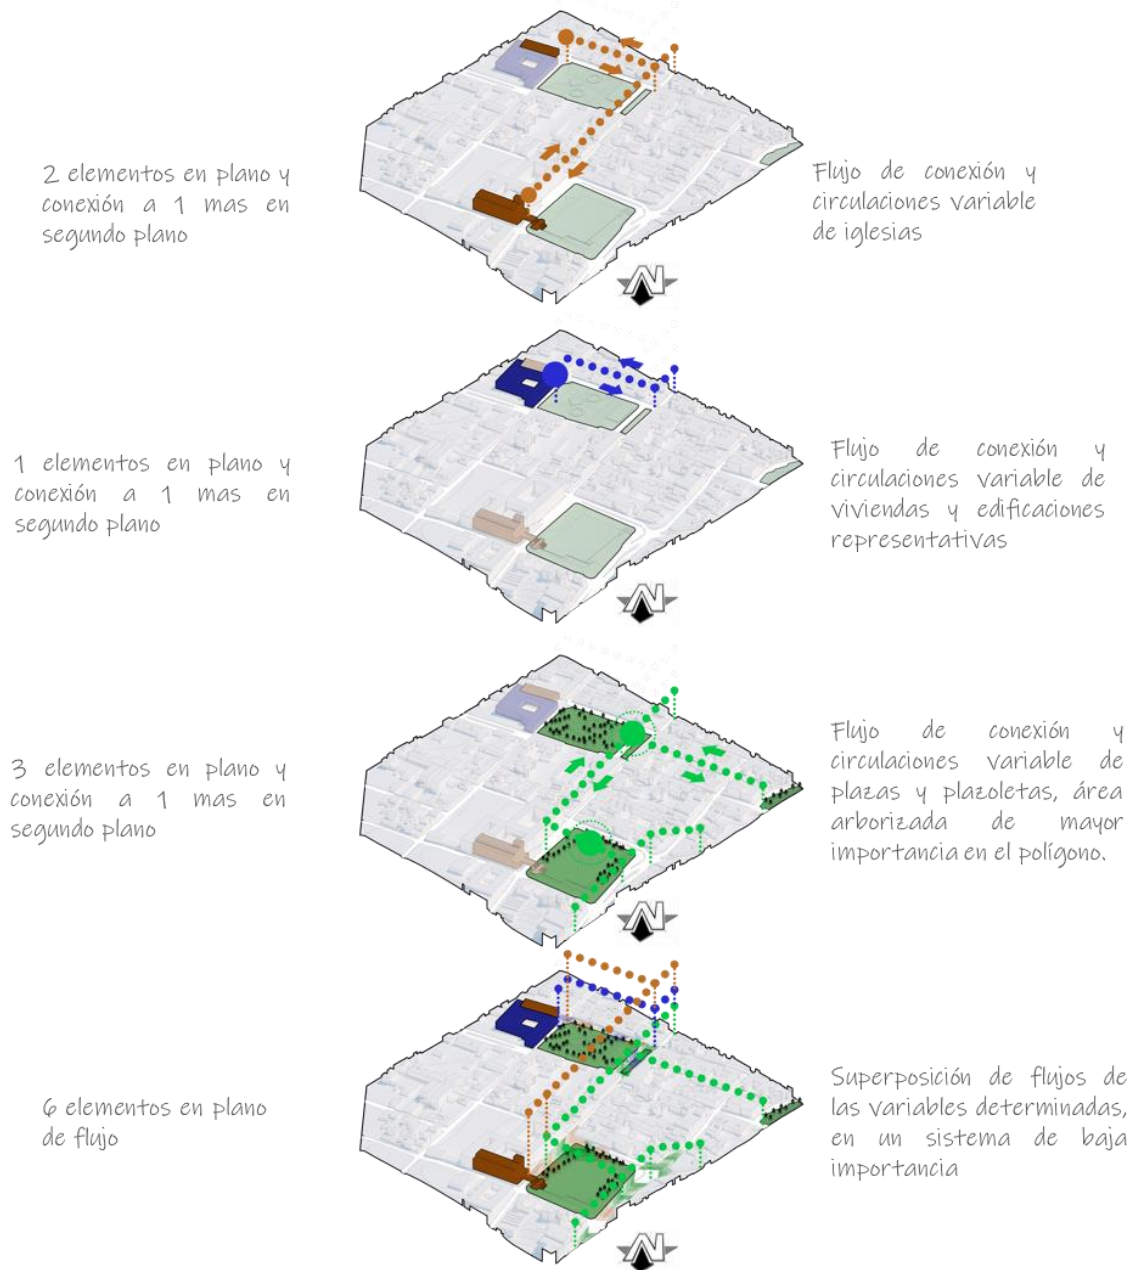 2 elementos en plano y
conexión a 1 mas en
segundo plano
Flujo de conexión y
circulaciones variable
de iglesias
N
1 elementos en plano y
conexión a 1 mas en
segundo plano
Flujo de conexión y
circulaciones variable de
viviendas y edificaciones
representativas
N
3 elementos en plano y
conexión a 1 mas en
segundo plano
Flujo de conexión y
circulaciones variable de
plazas y plazoletas, área
arborizada de mayor
importancia en el polígono.
N
6 elementos en plano
de flujo
Superposición de flujos de
las variables determinadas,
en un sistema de baja
importancia
N